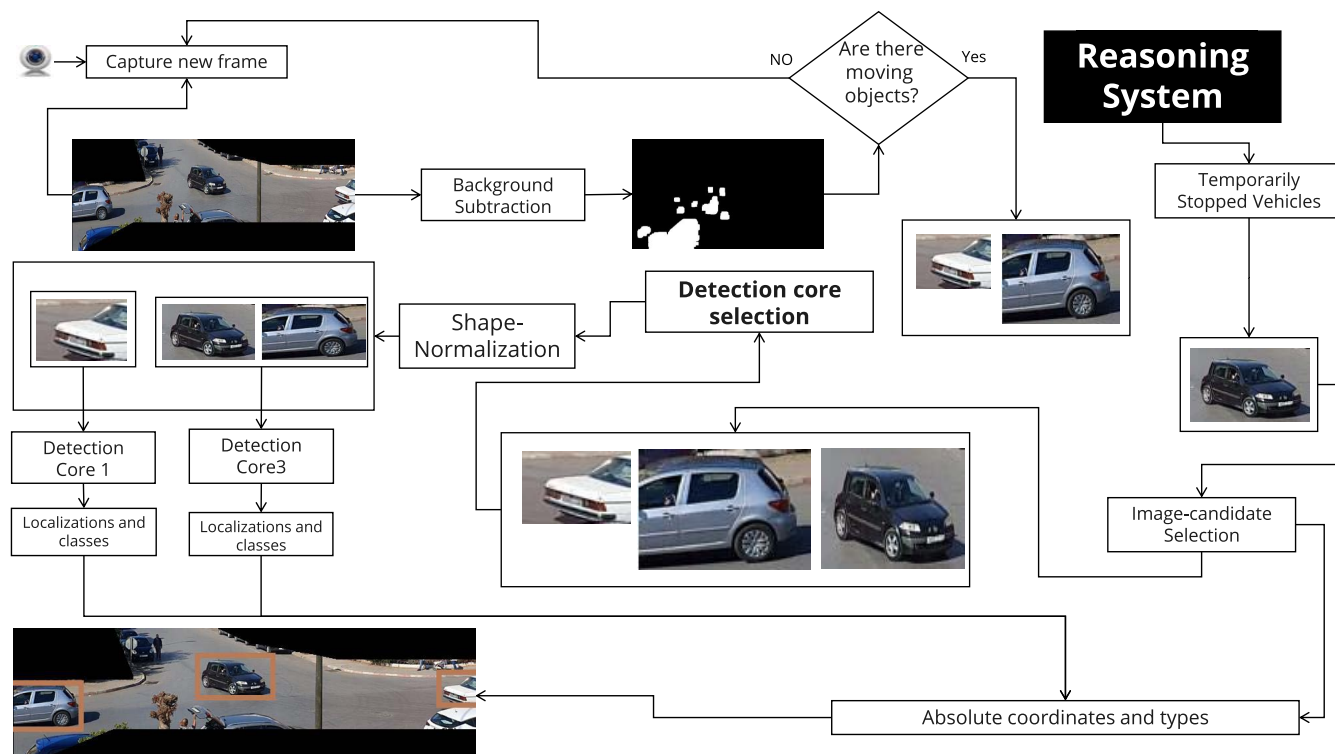 Capture new frame
NO
Are there
moving
objects?
Yes
Reasoning
System
Background
Subtraction
Temporarily
Stopped Vehicles
Detection core
selection
Shape-
Normalization
Detection
Core 1
Detection
Core3
Localizations and
classes
Localizations and
classes
Image-candidate
Selection
Absolute coordinates and types